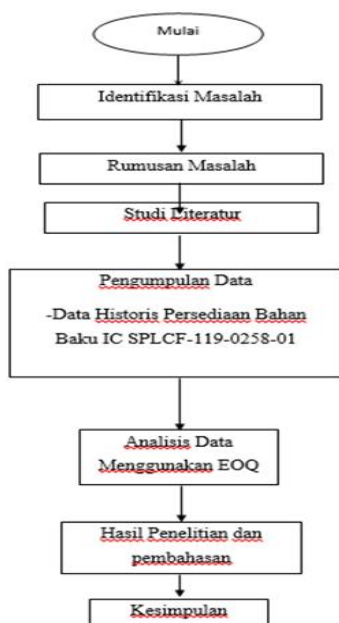 Mulai
Identifikasi Masalah
Rumusan Masalah
Studi Literatur
Pengumpulan Data
-Data Historis Persediaan Bahan
Baku IC SPLCF-119-0258-01
Analisis Data
Menggunakan EOQ
Hasil Penelitian dan
pembahasan
Kesimpulan